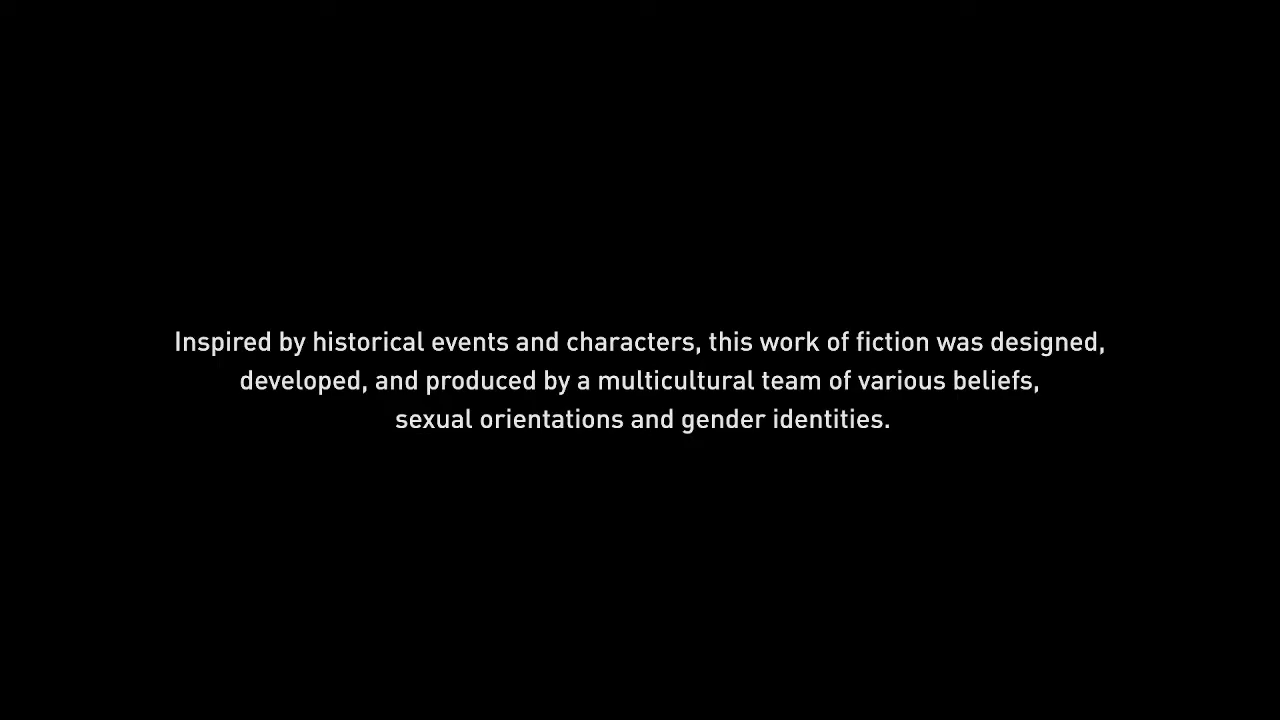 Inspired by historical events and characters, this work of fiction was designed,
developed, and produced by a multicultural team of various beliefs,
sexual orientations and gender identities.